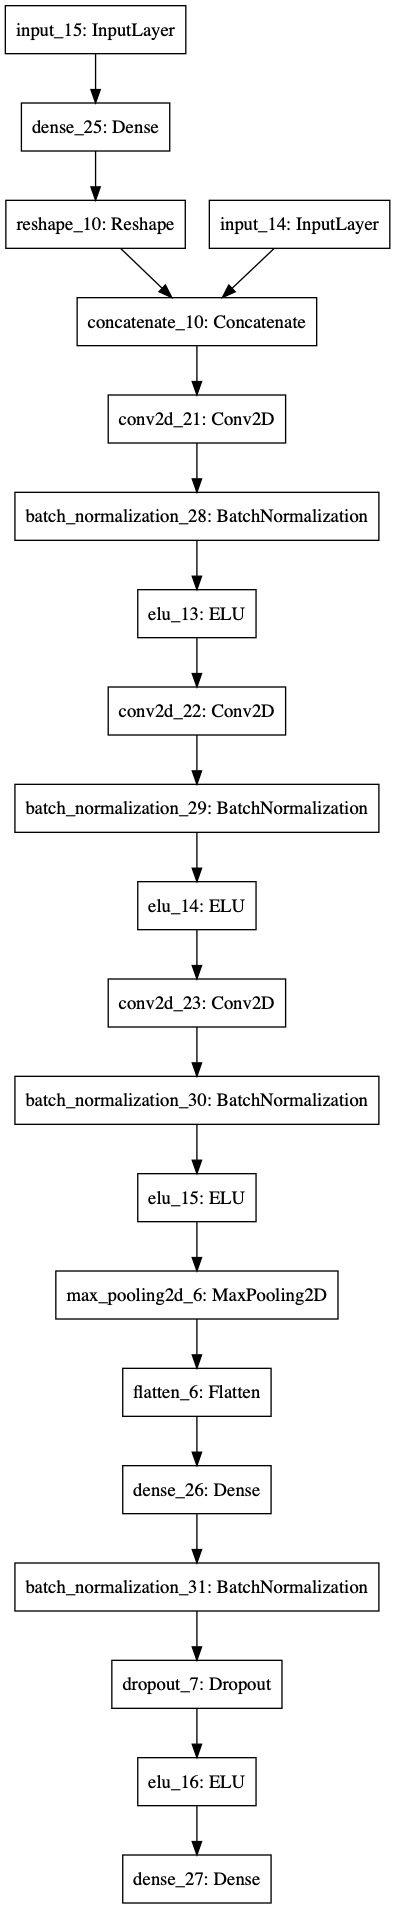 input_15: InputLayer
dense_25: Dense
reshape_10: Reshape
input_14: InputLayer
concatenate_10: Concatenate
conv2d_21: Conv2D
batch_normalization_28: BatchNormalization
elu_13: ELU
conv2d_22: Conv2D
batch_normalization_29: BatchNormalization
elu_14: ELU
conv2d_23: Conv2D
batch_normalization_30: BatchNormalization
elu_15: ELU
max_pooling2d_6: MaxPooling2D
flatten_6: Flatten
dense_26: Dense
batch_normalization_31: BatchNormalization
dropout_7: Dropout
elu_16: ELU
dense_27: Dense